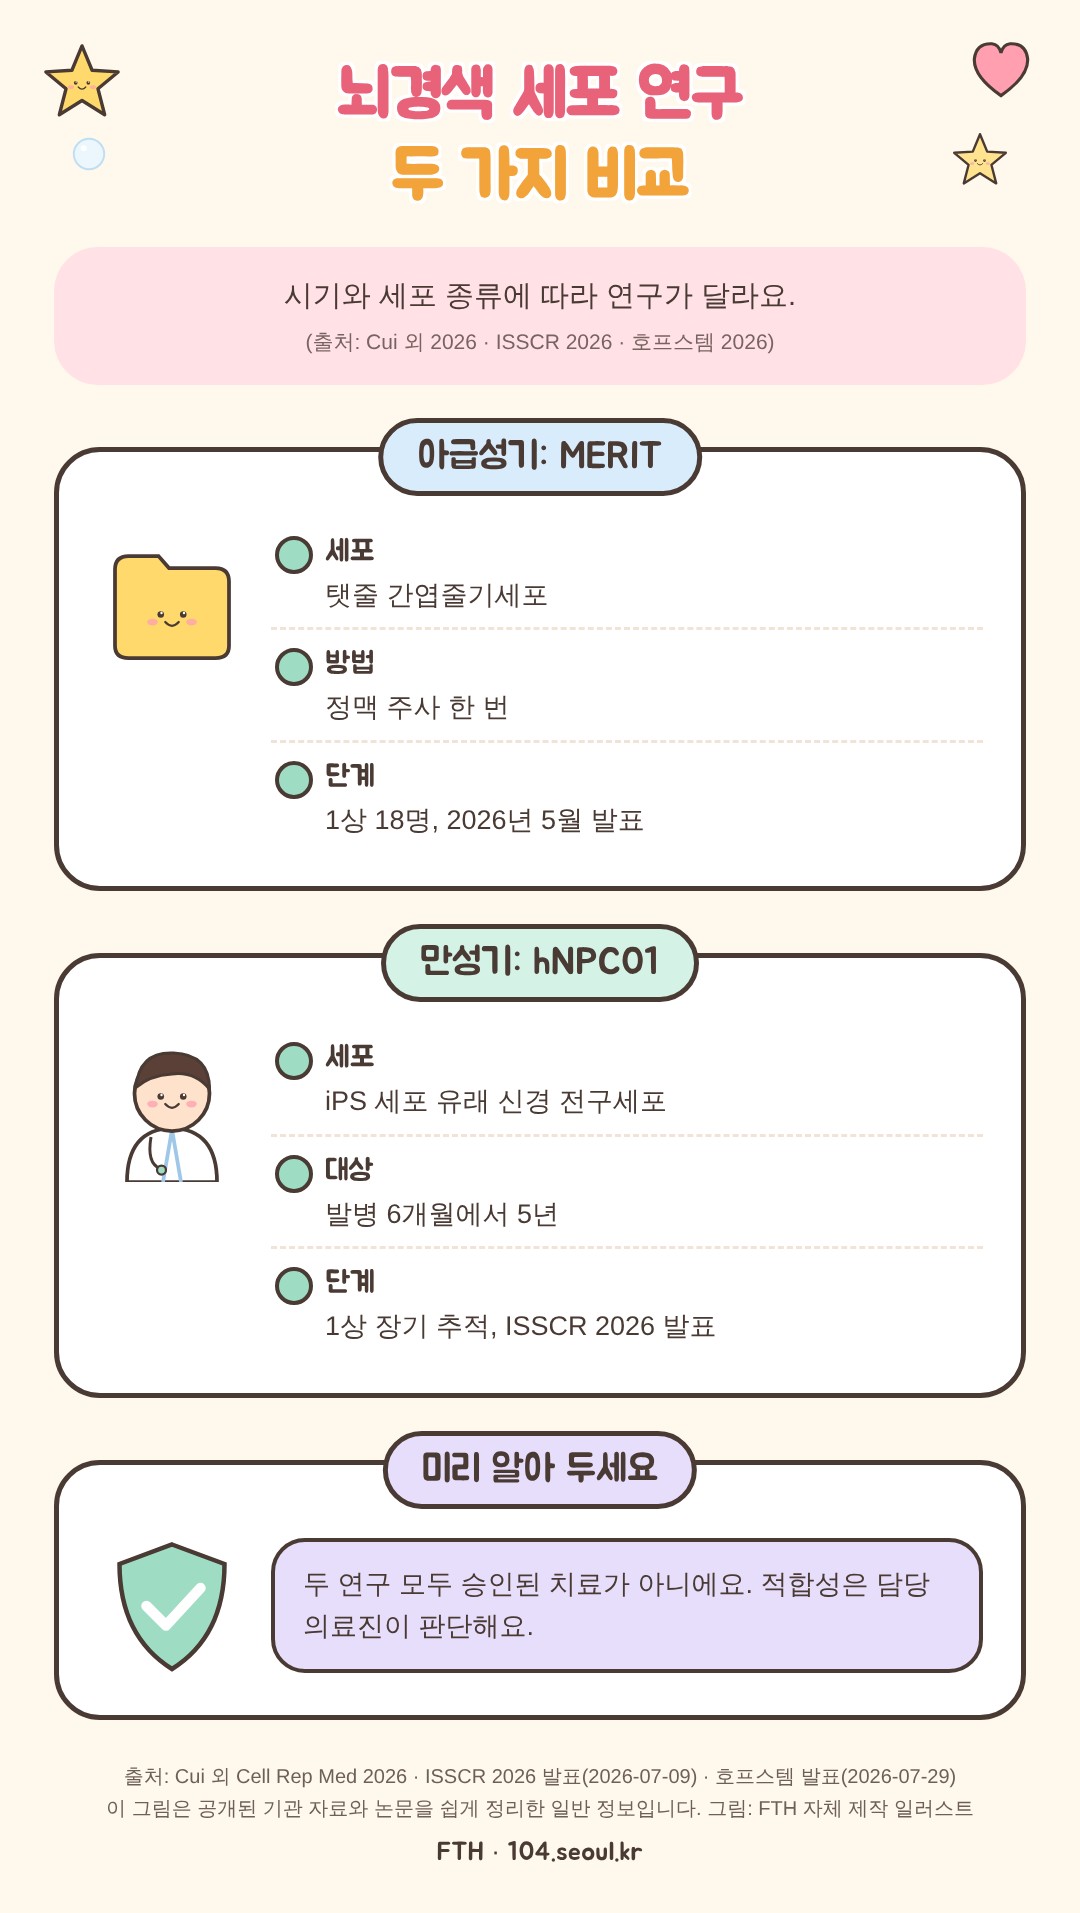 뇌경색 세포 연구
두 가지 비교
시기와 세포 종류에 따라 연구가 달라요.
(출처: Cui 외 2026 · ISSCR 2026 · 호프스템 2026)
아급성기: MERIT
세포
탯줄 간엽줄기세포
방법
정맥 주사 한 번
단계
1상 18명, 2026년 5월 발표
만성기: hNPC01
세포
iPS 세포 유래 신경 전구세포
대상
발병 6개월에서 5년
단계
1상 장기 추적, ISSCR 2026 발표
미리 알아 두세요
두 연구 모두 승인된 치료가 아니에요. 적합성은 담당
의료진이 판단해요.
출처: Cui 외 Cell Rep Med 2026 · ISSCR 2026 발표(2026-07-09) · 호프스템 발표(2026-07-29)
이 그림은 공개된 기관 자료와 논문을 쉽게 정리한 일반 정보입니다. 그림: FTH 자체 제작 일러스트
FTH · 104.seoul.kr